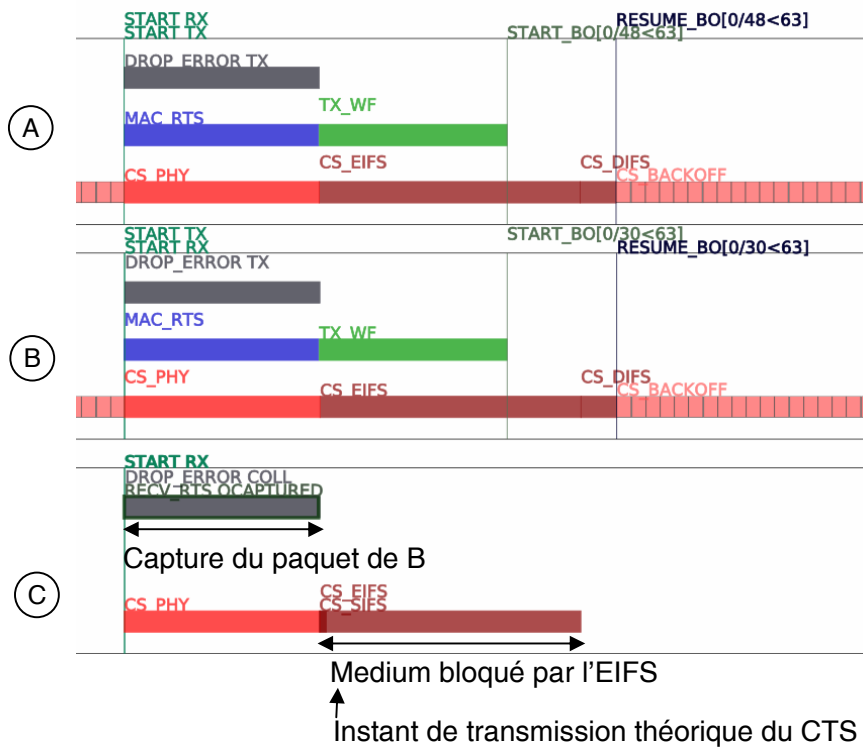 START RX
RESUME_BO[0/48<63]
START TX
START_BO[0/48<63]
DROP_ERROR TX
TX_WF
MAC_RTS
A
CS_EIFS
CS_DIFS
CS_PHY
CS_BACKOFF
START TX
START_BO[0/30<63]
START RX
RESUME_BO[0/30<63]
DROP_ERROR TX
MAC_RTS
TX_WF
B
CS_PHY
CS_DIFS
CS_EIFS
CS_BACKOFF
START RX
DROP_ERROR COLL
RECV_RTS OCAPTURED
Capture du paquet de B
C
CS_EIFS
CS_PHY
CS_SIFS
Medium bloqué par l'EIFS
Instant de transmission théorique du CTS